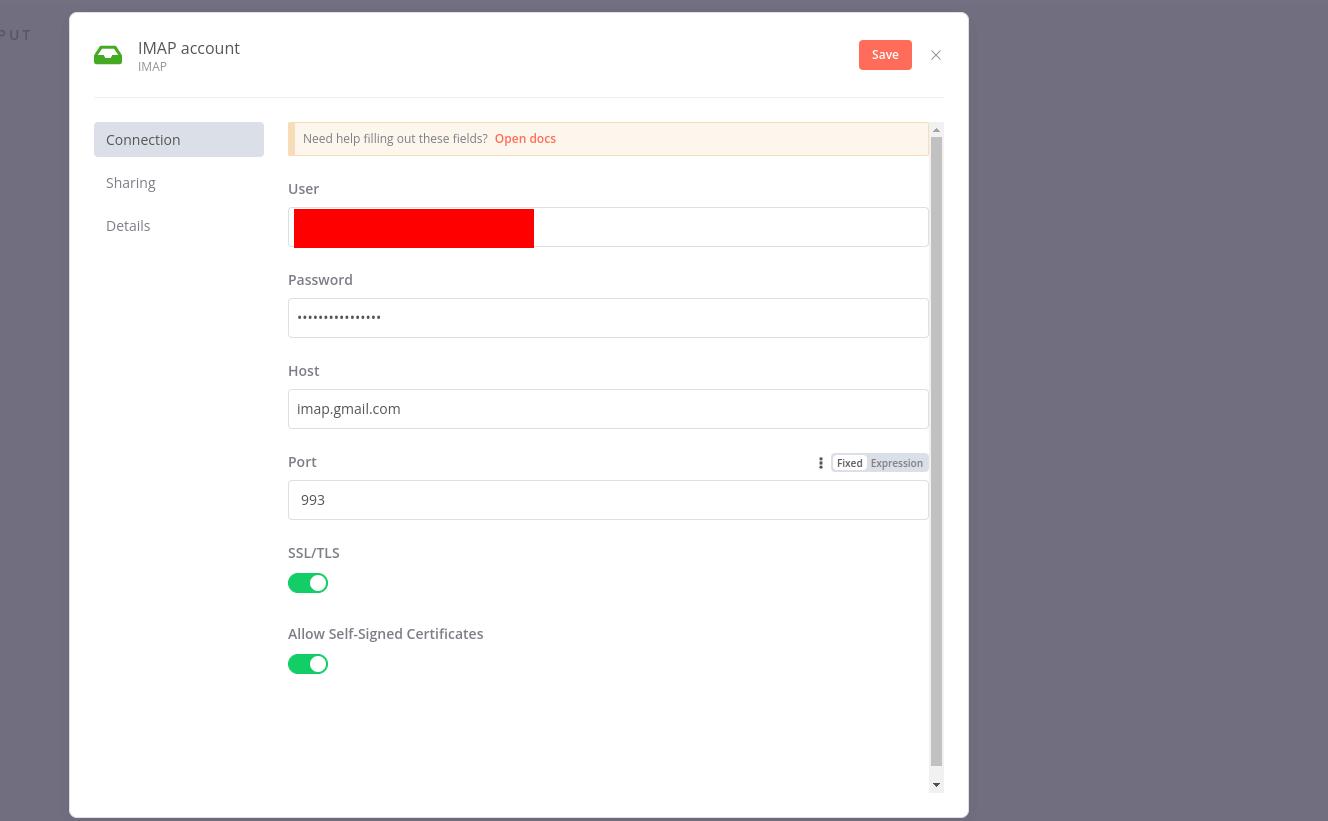 PUT
IMAP account
IMAP
Save
Connection
Sharing
Details
Need help filling out these fields? Open docs
User
Password
••••••••••••••••
Host
imap.gmail.com
Port
Fixed Expression
993
SSL/TLS
Allow Self-Signed Certificates